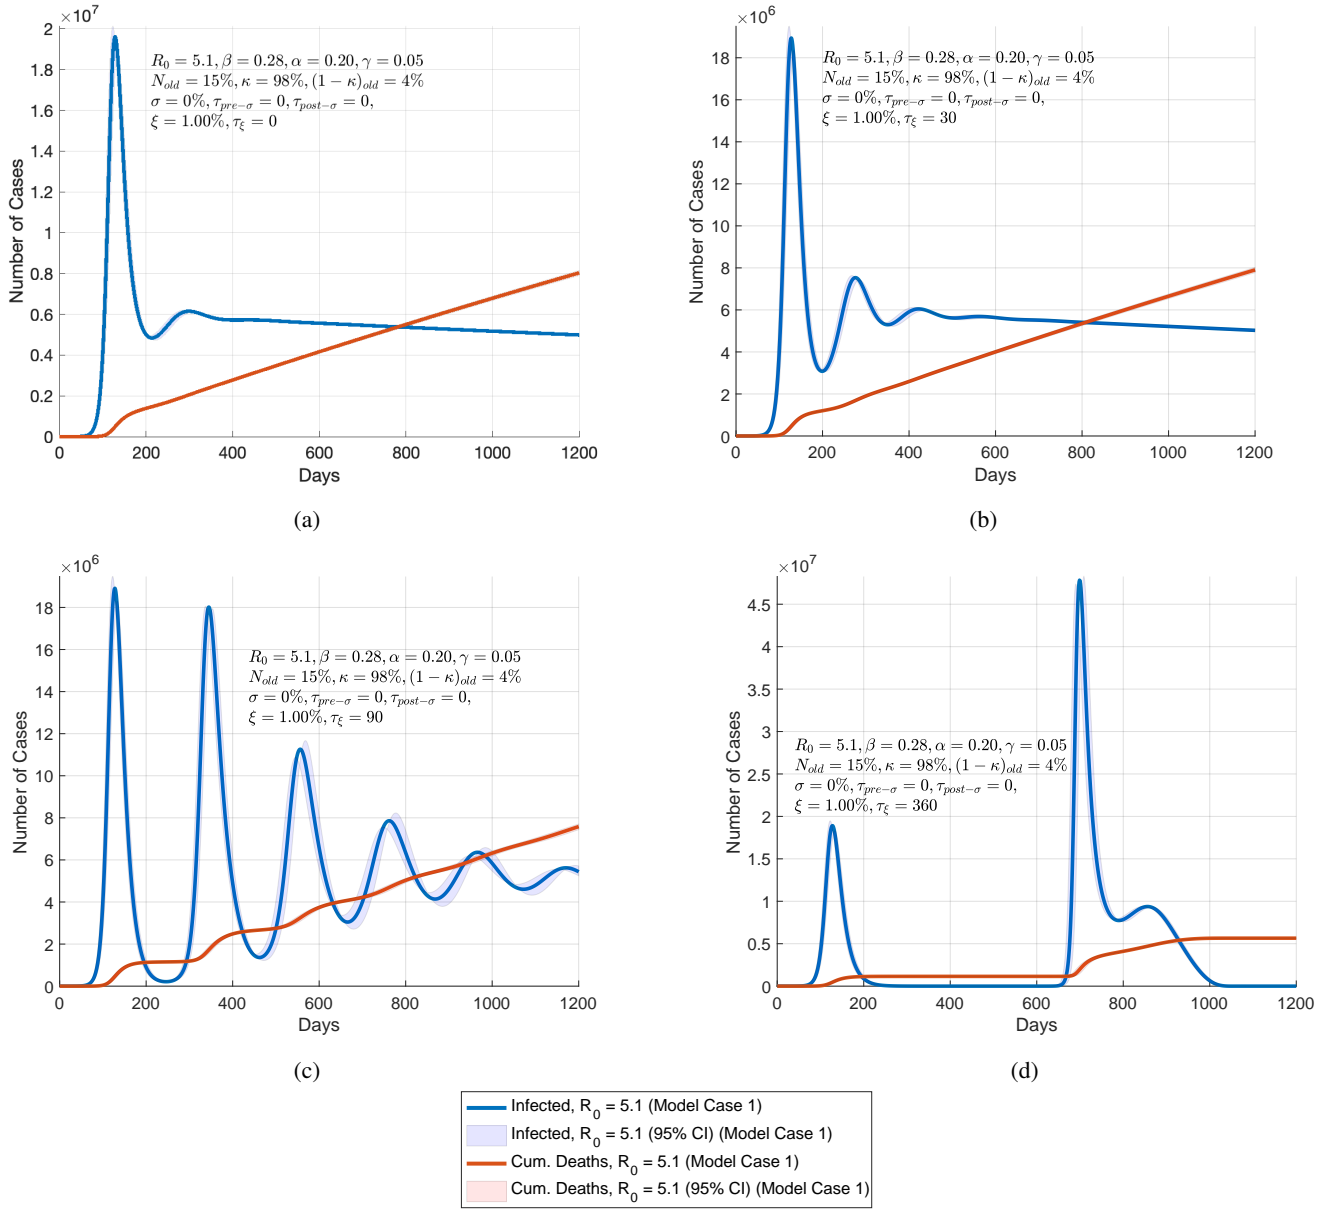 ×10^7
2
1.8
1.6
1.4
1.2
1
0.8
0.6
0.4
0.2
0
Number of Cases
R_0 = 5.1, β = 0.28, α = 0.20, γ = 0.05
N_old = 15%, κ = 98%, (1 − κ)_old = 4%
σ = 0%, τ_pre−σ = 0, τ_post−σ = 0,
ξ = 1.00%, τ_ξ = 0
0 200 400 600 800 1000 1200
Days
(a)
×10^6
18
16
14
12
10
8
6
4
2
0
Number of Cases
R_0 = 5.1, β = 0.28, α = 0.20, γ = 0.05
N_old = 15%, κ = 98%, (1 − κ)_old = 4%
σ = 0%, τ_pre−σ = 0, τ_post−σ = 0,
ξ = 1.00%, τ_ξ = 30
0 200 400 600 800 1000 1200
Days
(b)
×10^6
18
16
14
12
10
8
6
4
2
0
Number of Cases
R_0 = 5.1, β = 0.28, α = 0.20, γ = 0.05
N_old = 15%, κ = 98%, (1 − κ)_old = 4%
σ = 0%, τ_pre−σ = 0, τ_post−σ = 0,
ξ = 1.00%, τ_ξ = 90
0 200 400 600 800 1000 1200
Days
(c)
×10^7
4.5
4
3.5
3
2.5
2
1.5
1
0.5
0
Number of Cases
R_0 = 5.1, β = 0.28, α = 0.20, γ = 0.05
N_old = 15%, κ = 98%, (1 − κ)_old = 4%
σ = 0%, τ_pre−σ = 0, τ_post−σ = 0,
ξ = 1.00%, τ_ξ = 360
0 200 400 600 800 1000 1200
Days
(d)
Infected, R_0 = 5.1 (Model Case 1)
Infected, R_0 = 5.1 (95% CI) (Model Case 1)
Cum. Deaths, R_0 = 5.1 (Model Case 1)
Cum. Deaths, R_0 = 5.1 (95% CI) (Model Case 1)